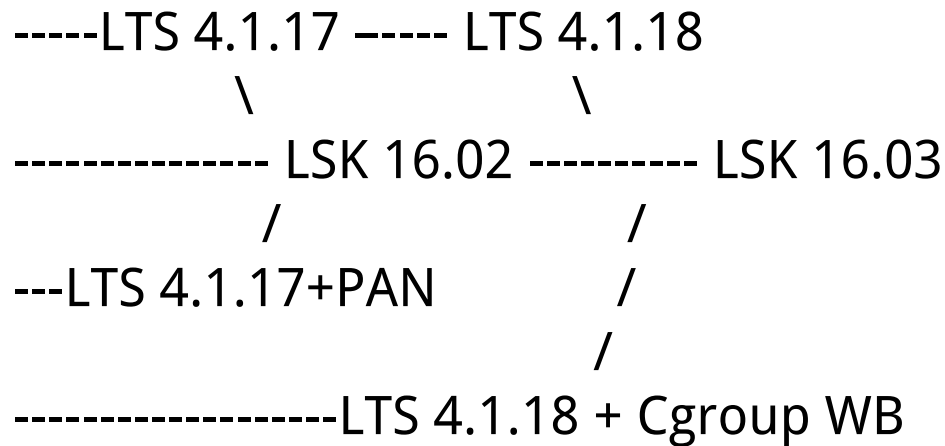 -----LTS 4.1.17 ------ LTS 4.1.18
\ \
--------------- LSK 16.02 ---------- LSK 16.03
/ /
---LTS 4.1.17+PAN /
/
-------------------LTS 4.1.18 + Cgroup WB